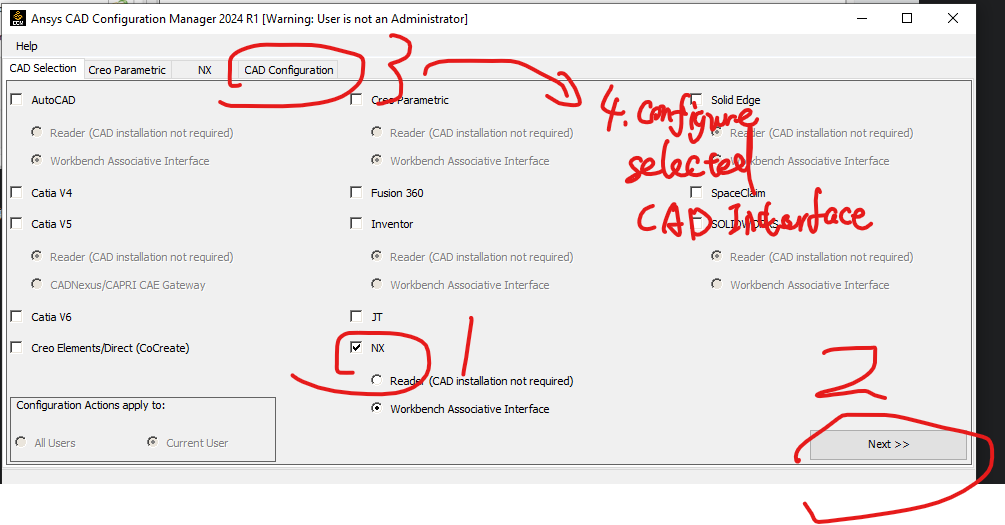 Ansys CAD Configuration Manager 2024 R1 [Warning: User is not an Administrator]
Help
CAD Selection Creo Parametric NX CAD Configuration 3
AutoCAD
Reader (CAD installation not required)
Workbench Associative Interface
Catia V4
Catia V5
Reader (CAD installation not required)
CADNexus/CAPRI CAE Gateway
Catia V6
Creo Elements/Direct (CoCreate)
Creo Parametric
Reader (CAD installation not required)
Workbench Associative Interface
Fusion 360
Inventor
Reader (CAD installation not required)
Workbench Associative Interface
JT
NX 1
Reader (CAD installation not required)
Workbench Associative Interface
Solid Edge
Reader (CAD installation not required)
Workbench Associative Interface
SpaceClaim
SOLIDWORKS
Reader (CAD installation not required)
Workbench Associative Interface
4. Configure
selected
CAD Interface
Configuration Actions apply to:
All Users Current User
2
Next >>